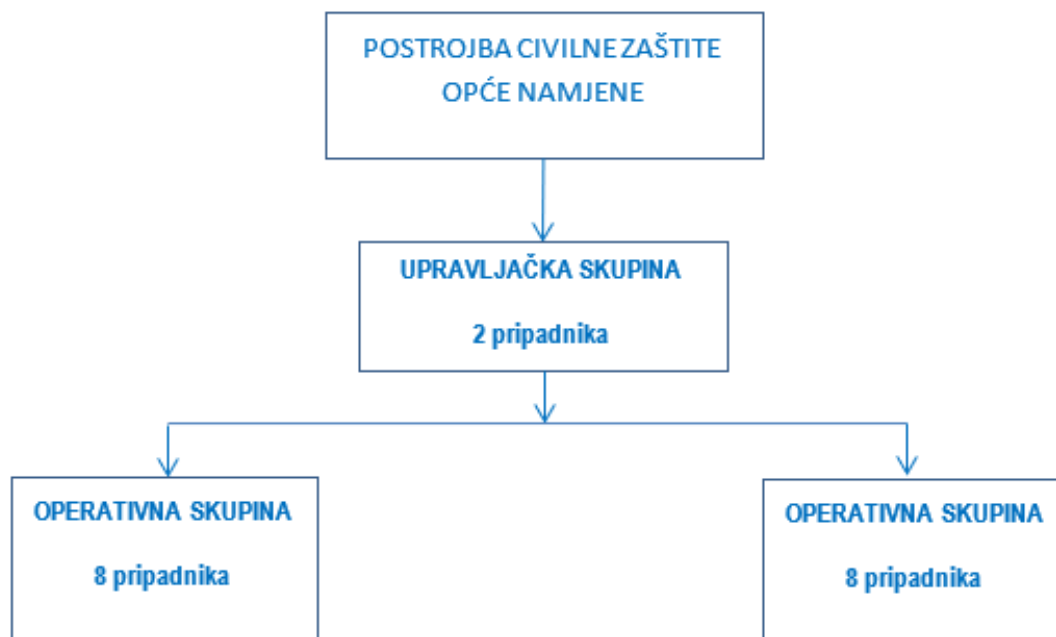 POSTROJBA CIVILNE ZAŠTITE
OPĆE NAMJENE
UPRAVLJAČKA SKUPINA
2 pripadnika
OPERATIVNA SKUPINA
8 pripadnika
OPERATIVNA SKUPINA
8 pripadnika